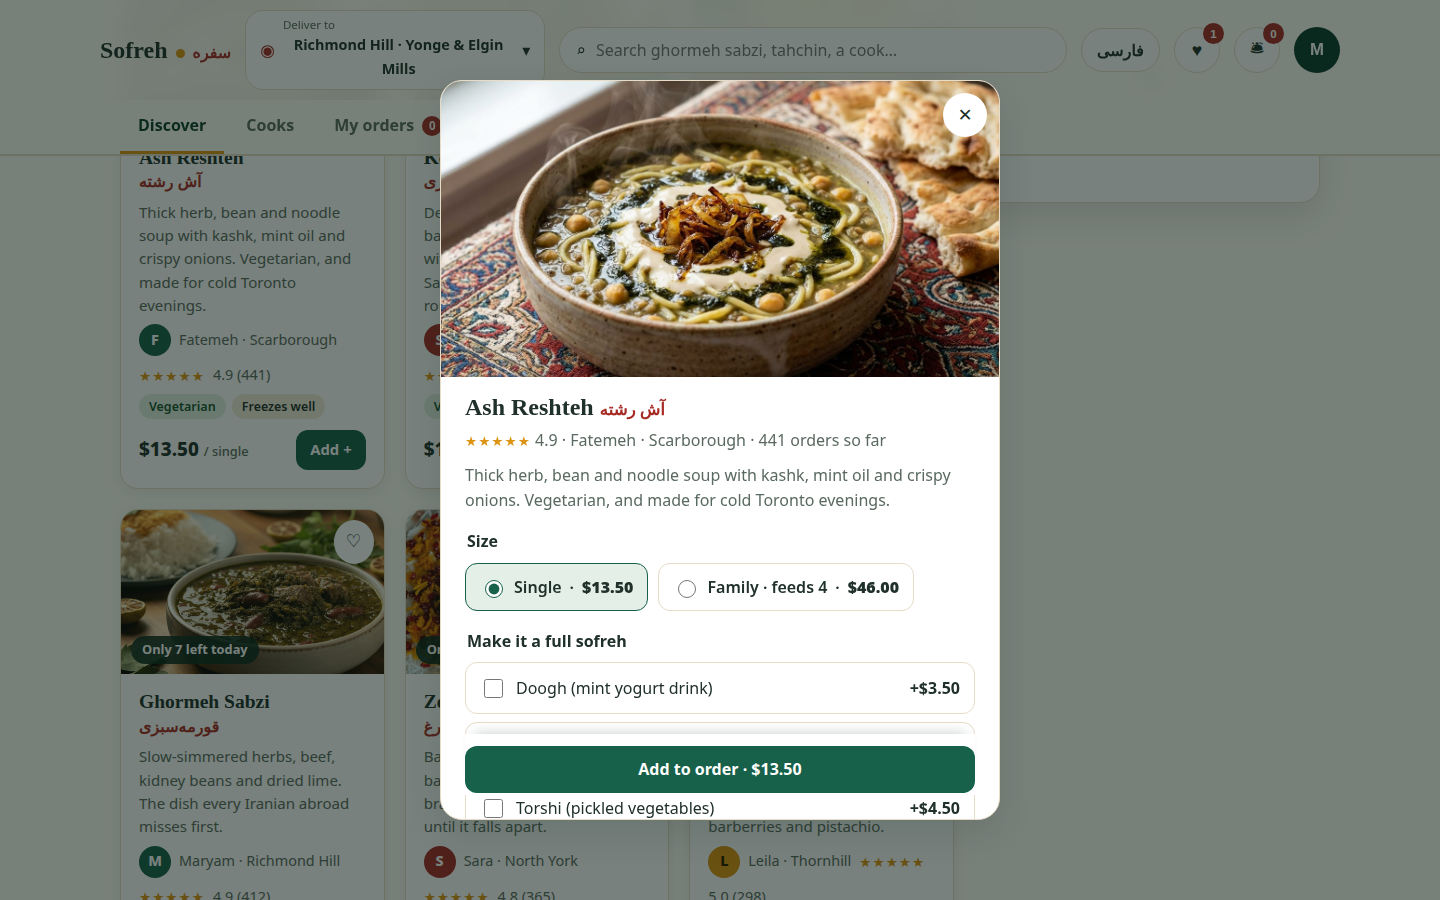 Sofreh سفره
Deliver to
Richmond Hill · Yonge & Elgin
Mills
Search ghormeh sabzi, tahchin, a cook...
فارسی
1
0
M
Discover
Cooks
My orders 0
Ash Reshteh
آش رشته
Thick herb, bean and noodle
soup with kashk, mint oil and
crispy onions. Vegetarian, and
made for cold Toronto
evenings.
F Fatemeh · Scarborough
★★★★★ 4.9 (441)
Vegetarian Freezes well
$13.50 / single
Add +
Ash Reshteh آش رشته
★★★★★ 4.9 · Fatemeh · Scarborough · 441 orders so far
Thick herb, bean and noodle soup with kashk, mint oil and crispy
onions. Vegetarian, and made for cold Toronto evenings.
Size
Single · $13.50
Family · feeds 4 · $46.00
Make it a full sofreh
Doogh (mint yogurt drink) +$3.50
Add to order · $13.50
Torshi (pickled vegetables) +$4.50
Only 7 left today
Ghormeh Sabzi
قورمه‌سبزی
Slow-simmered herbs, beef,
kidney beans and dried lime.
The dish every Iranian abroad
misses first.
M Maryam · Richmond Hill
★★★★★ 4.9 (412)
until it falls apart.
S Sara · North York
★★★★★ 4.8 (365)
barberries and pistachio.
L Leila · Thornhill ★★★★★
5.0 (298)